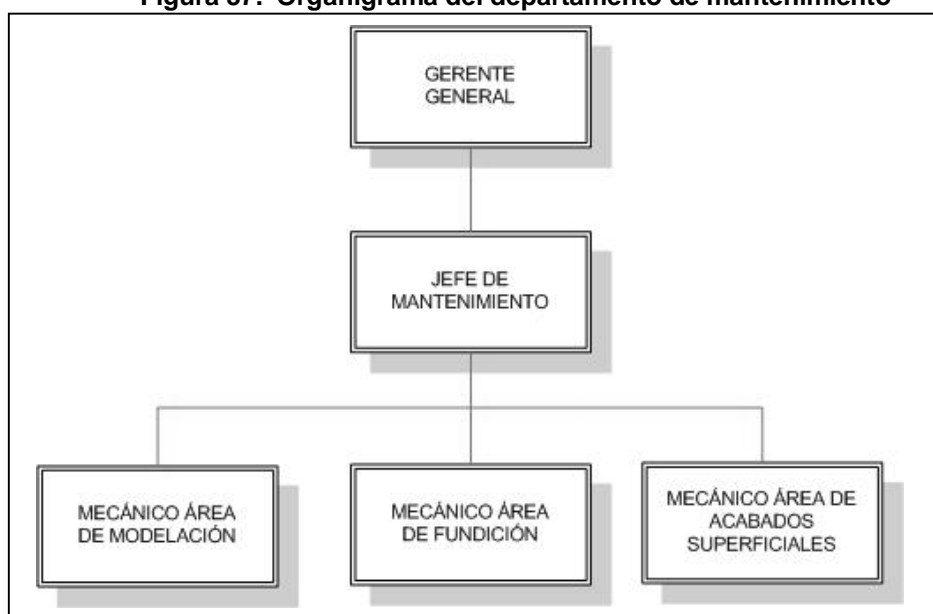 Figura 37. Organigrama del departamento de mantenimiento
GERENTE
GENERAL
JEFE DE
MANTENIMIENTO
MECÁNICO ÁREA
DE MODELACIÓN
MECÁNICO ÁREA
DE FUNDICIÓN
MECÁNICO ÁREA DE
ACABADOS
SUPERFICIALES